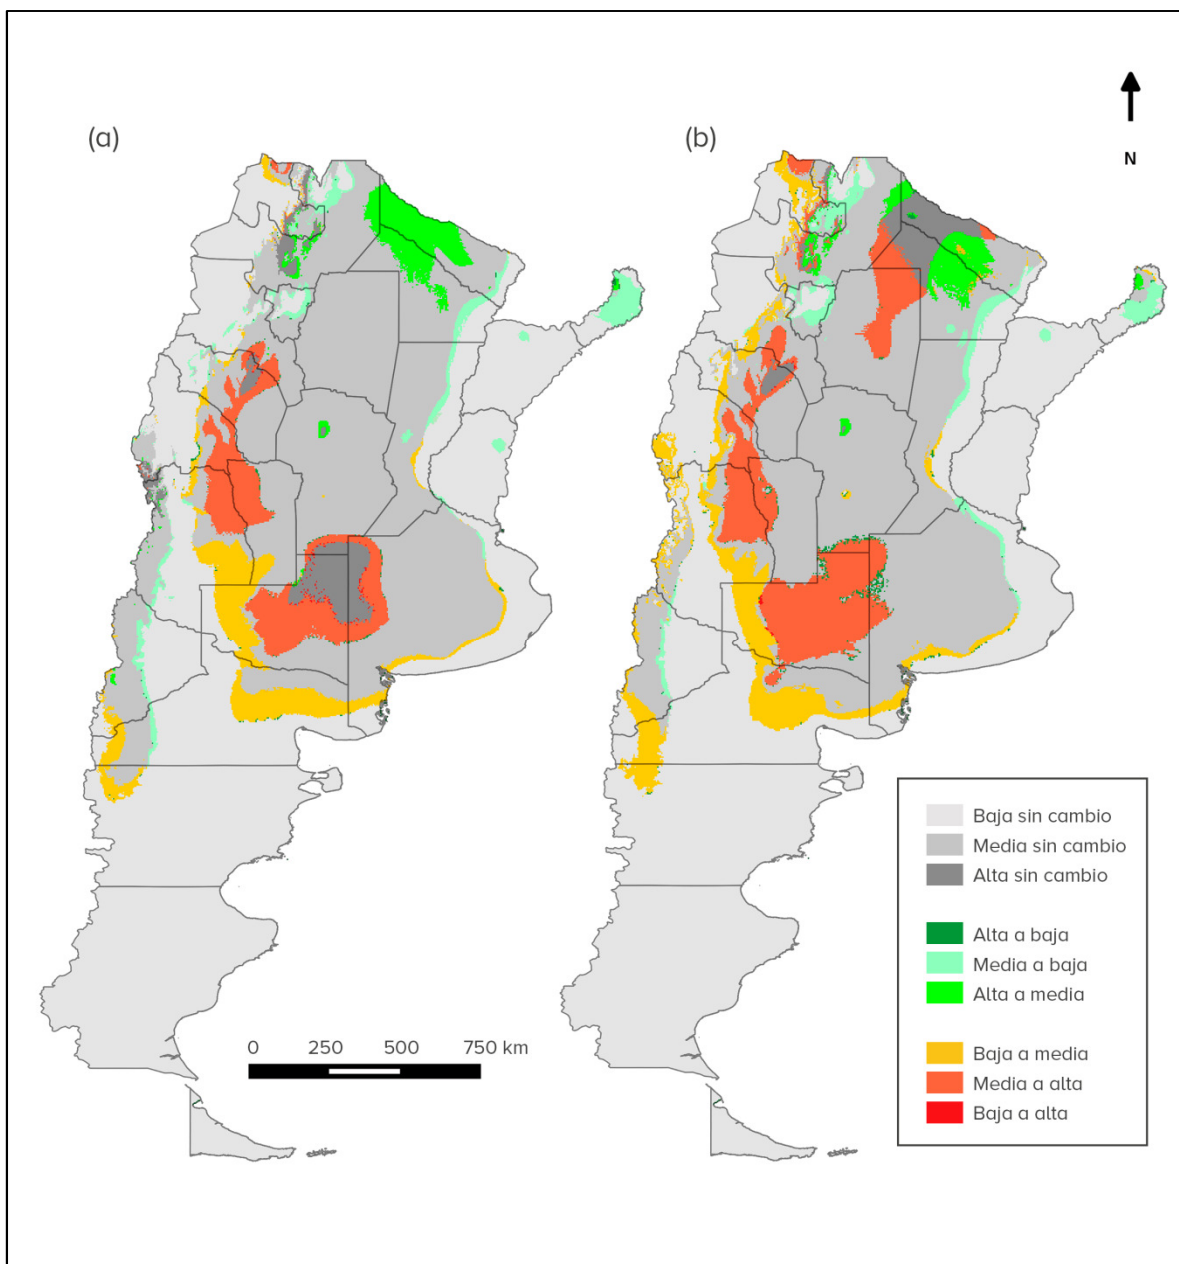 (a)
(b)
N
Baja sin cambio
Media sin cambio
Alta sin cambio
Alta a baja
Media a baja
Alta a media
Baja a media
Media a alta
Baja a alta
0 250 500 750 km